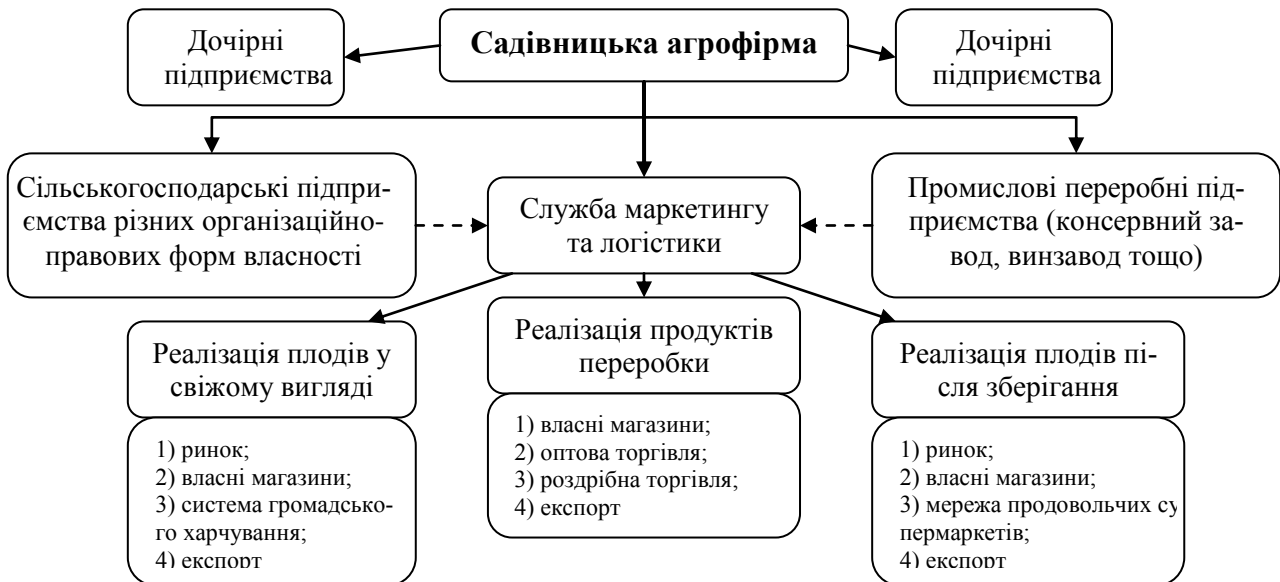 Дочірні
підприємства
Садівницька агрофірма
Дочірні
підприємства
Сільськогосподарські підпри-
ємства різних організаційно-
правових форм власності
Служба маркетингу
та логістики
Промислові переробні під-
приємства (консервний за-
вод, винзавод тощо)
Реалізація плодів у
свіжому вигляді
Реалізація продуктів
переробки
Реалізація плодів пі-
сля зберігання
1) ринок;
2) власні магазини;
3) система громадсько-
го харчування;
4) експорт
1) власні магазини;
2) оптова торгівля;
3) роздрібна торгівля;
4) експорт
1) ринок;
2) власні магазини;
3) мережа продовольчих су
пермаркетів;
4) експорт